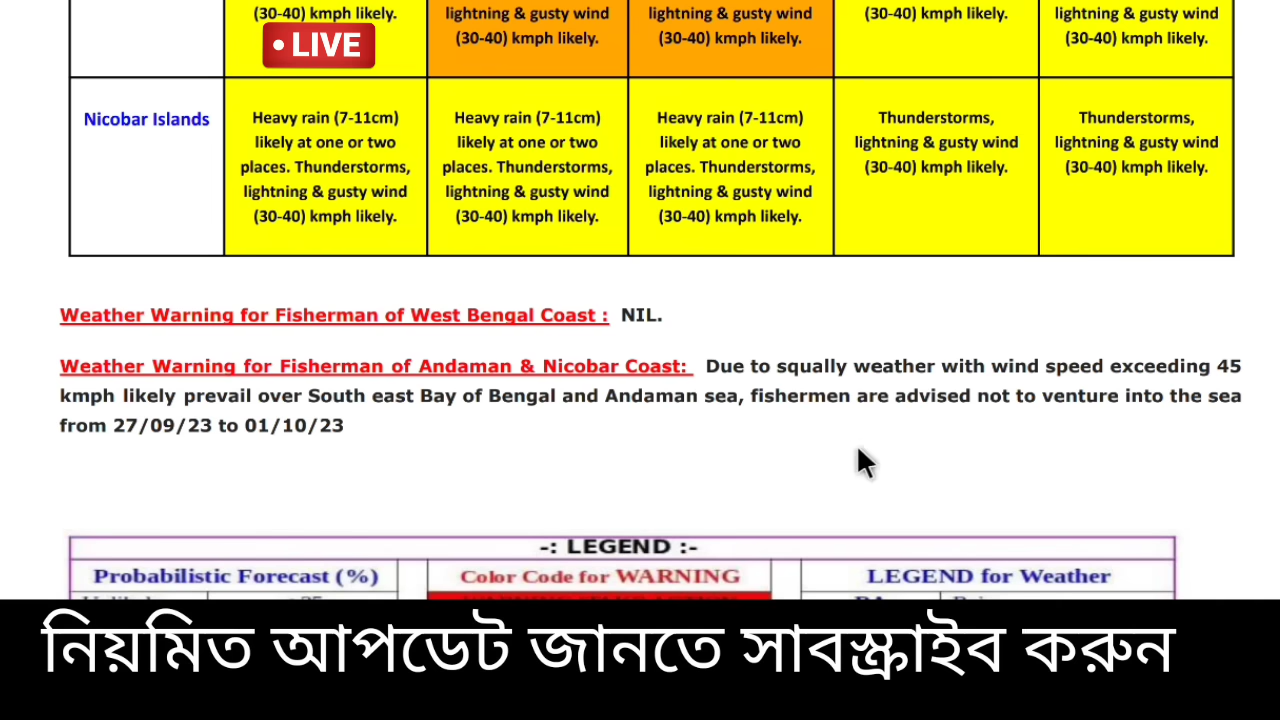 (30-40) kmph likely.
lightning & gusty wind
(30-40) kmph likely.
lightning & gusty wind
(30-40) kmph likely.
(30-40) kmph likely.
lightning & gusty wind
(30-40) kmph likely.
• LIVE
Nicobar Islands
Heavy rain (7-11cm)
likely at one or two
places. Thunderstorms,
lightning & gusty wind
(30-40) kmph likely.
Heavy rain (7-11cm)
likely at one or two
places. Thunderstorms,
lightning & gusty wind
(30-40) kmph likely.
Heavy rain (7-11cm)
likely at one or two
places. Thunderstorms,
lightning & gusty wind
(30-40) kmph likely.
Thunderstorms,
lightning & gusty wind
(30-40) kmph likely.
Thunderstorms,
lightning & gusty wind
(30-40) kmph likely.
Weather Warning for Fisherman of West Bengal Coast : NIL.
Weather Warning for Fisherman of Andaman & Nicobar Coast: Due to squally weather with wind speed exceeding 45
kmph likely prevail over South east Bay of Bengal and Andaman sea, fishermen are advised not to venture into the sea
from 27/09/23 to 01/10/23
-: LEGEND :-
Probabilistic Forecast (%)
Color Code for WARNING
LEGEND for Weather
নিয়মিত আপডেট জানতে সাবস্ক্রাইব করুন